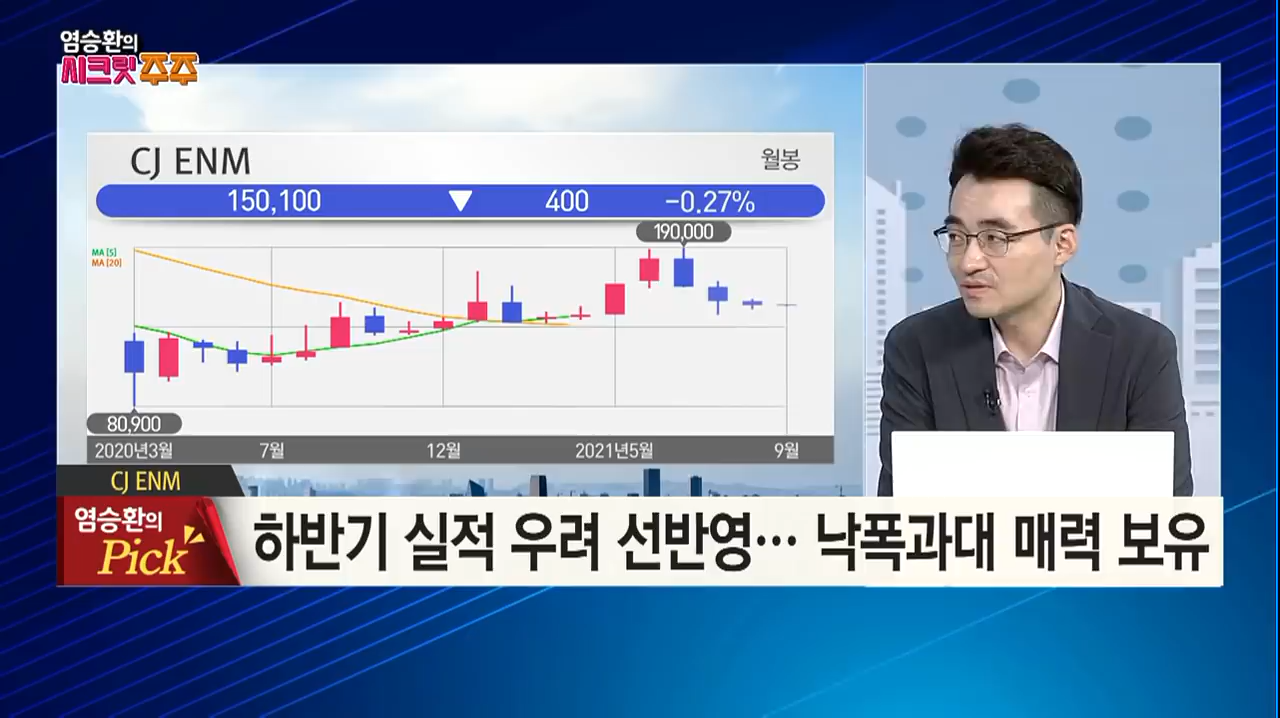 염승환의
시크릿 주주
CJ ENM
월봉
150,100 ▼ 400 -0.27%
190,000
MA [5]
MA [20]
80,900
2020년3월 7월 12월 2021년5월 9월
CJ ENM
염승환의
Pick
하반기 실적 우려 선반영… 낙폭과대 매력 보유